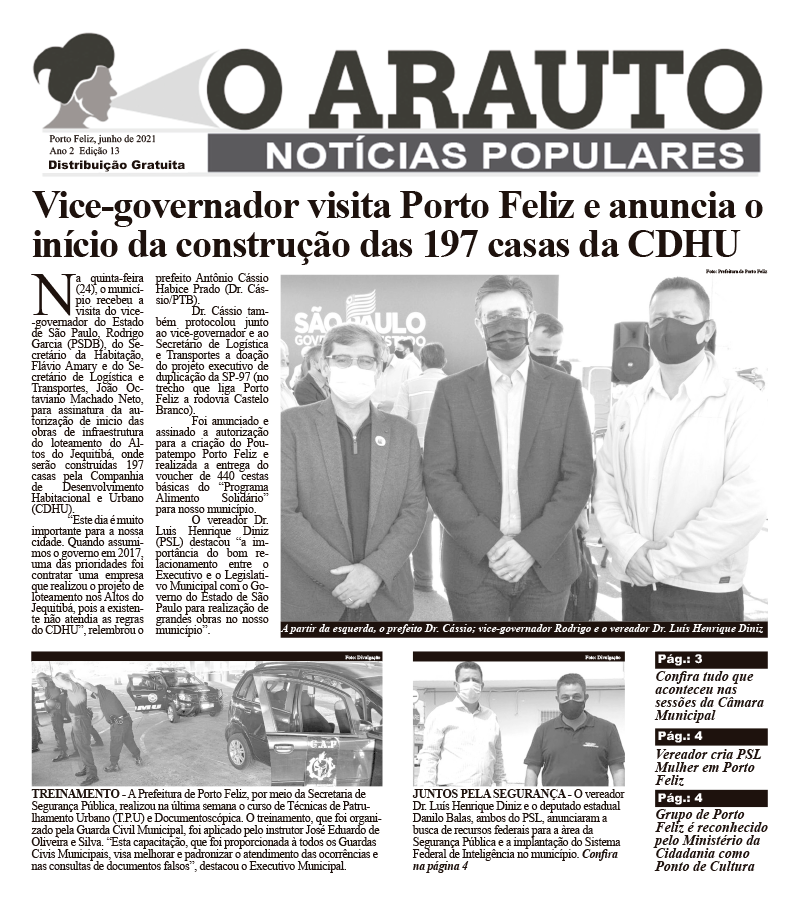 O ARAUTO
NOTÍCIAS POPULARES
Porto Feliz, junho de 2021
Ano 2 Edição 13
Distribuição Gratuita
Vice-governador visita Porto Feliz e anuncia o
início da construção das 197 casas da CDHU
Foto: Prefeitura de Porto Feliz
Na quinta-feira
(24), o municí-
pio recebeu a
visita do vice-
-governador do Estado
de São Paulo, Rodrigo
Garcia (PSDB), do Se-
cretário da Habitação,
Flávio Amary e do Se-
cretário de Logística e
Transportes, João Oc-
taviano Machado Neto,
para assinatura da au-
torização de inicio das
obras de infraestrutura
do loteamento do Al-
tos do Jequitibá, onde
serão construídas 197
casas pela Companhia
de Desenvolvimento
Habitacional e Urbano
(CDHU).
“Este dia é muito
importante para a nossa
cidade. Quando assumi-
mos o governo em 2017,
uma das prioridades foi
contratar uma empresa
que realizou o projeto de
loteamento nos Altos do
Jequitibá, pois a existen-
te não atendia as regras
do CDHU”, relembrou o
prefeito Antônio Cássio
Habice Prado (Dr. Cás-
sio/PTB).
Dr. Cássio tam-
bém protocolou junto
ao vice-governador e ao
Secretário de Logística
e Transportes a doação
do projeto executivo de
duplicação da SP-97 (no
trecho que liga Porto
Feliz a rodovia Castelo
Branco).
Foi anunciado e
assinado a autorização
para a criação do Pou-
patempo Porto Feliz e
realizada a entrega do
voucher de 440 cestas
básicas do “Programa
Alimento Solidário”
para nosso município.
O vereador Dr.
Luis Henrique Diniz
(PSL) destacou “a im-
portância do bom re-
lacionamento entre o
Executivo e o Legislati-
vo Municipal com o Go-
verno do Estado de São
Paulo para realização de
grandes obras no nosso
município”.
SÃO PAULO
A partir da esquerda, o prefeito Dr. Cássio; vice-governador Rodrigo e o vereador Dr. Luís Henrique Diniz
Foto: Divulgação
G.A.P
TREINAMENTO - A Prefeitura de Porto Feliz, por meio da Secretaria de
Segurança Pública, realizou na última semana o curso de Técnicas de Patru-
lhamento Urbano (T.P.U) e Documentoscópica. O treinamento, que foi organi-
zado pela Guarda Civil Municipal, foi aplicado pelo instrutor José Eduardo de
Oliveira e Silva. “Esta capacitação, que foi proporcionada à todos os Guardas
Civis Municipais, visa melhorar e padronizar o atendimento das ocorrências e
nas consultas de documentos falsos”, destacou o Executivo Municipal.
Foto: Divulgação
JUNTOS PELA SEGURANÇA - O vereador
Dr. Luís Henrique Diniz e o deputado estadual
Danilo Balas, ambos do PSL, anunciaram a
busca de recursos federais para a área da
Segurança Pública e a implantação do Sistema
Federal de Inteligência no município. Confira
na página 4
Pág.: 3
Confira tudo que
aconteceu nas
sessões da Câmara
Municipal
Pág.: 4
Vereador cria PSL
Mulher em Porto
Feliz
Pág.: 4
Grupo de Porto
Feliz é reconhecido
pelo Ministério da
Cidadania como
Ponto de Cultura